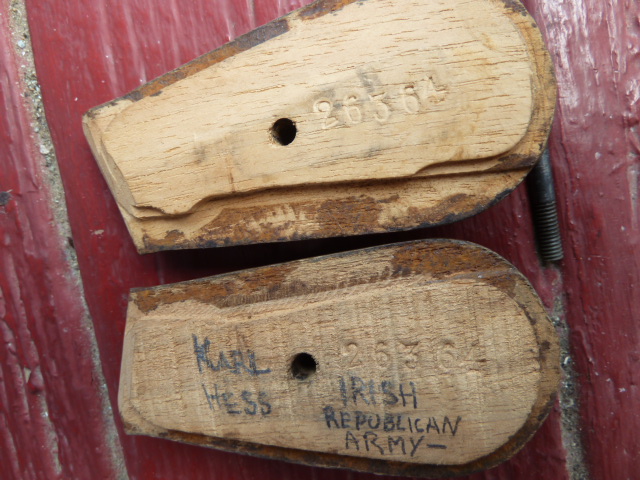 26364
26364
KARL
HESS
IRISH
REPUBLICAN
ARMY-